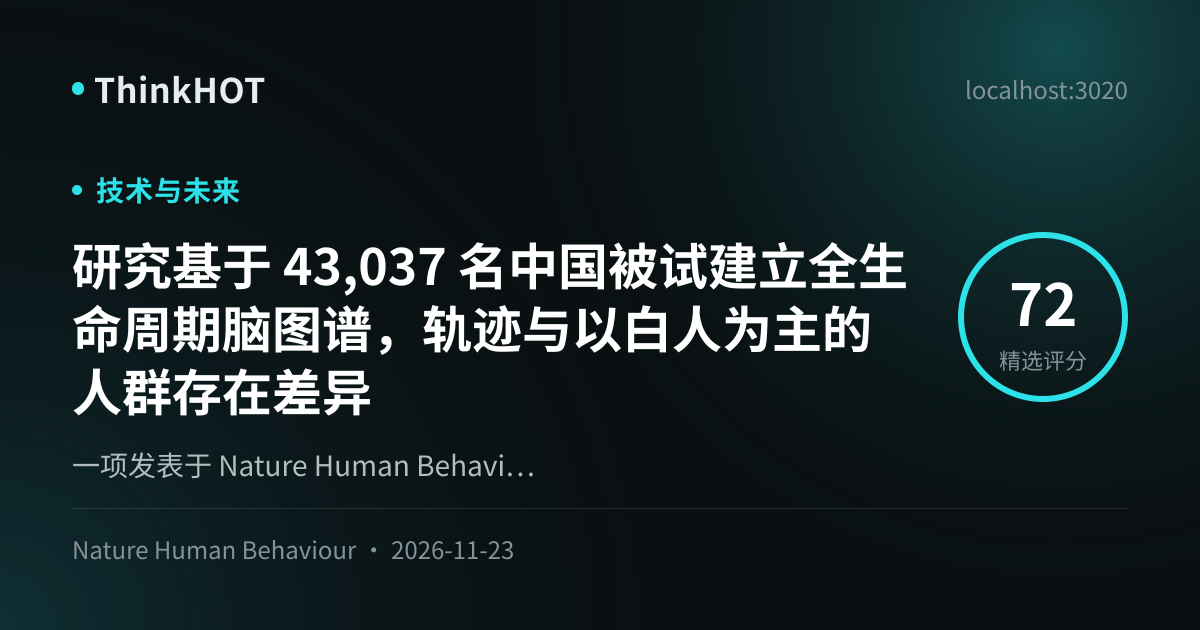 ThinkHOT
localhost:3020
技术与未来
研究基于 43,037 名中国被试建立全生
命周期脑图谱，轨迹与以白人为主的
人群存在差异
72
精选评分
一项发表于 Nature Human Behavi…
Nature Human Behaviour · 2026-11-23